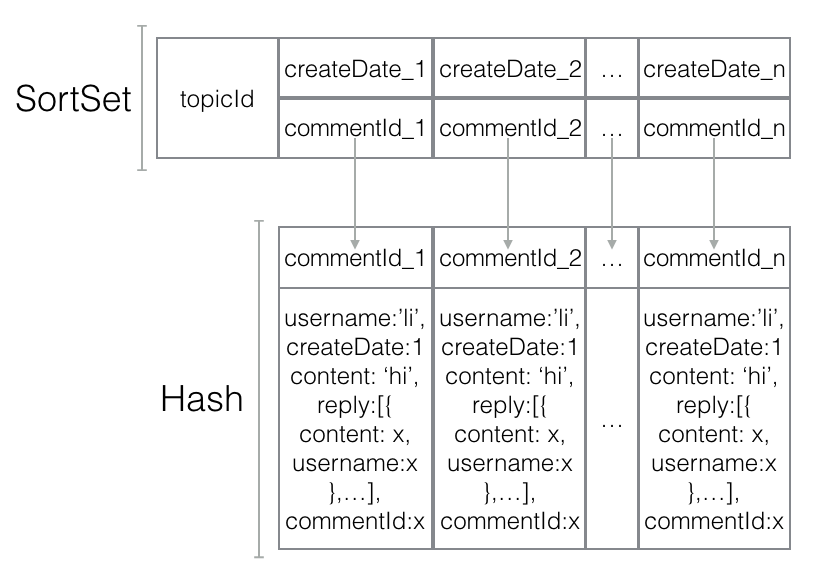 SortSet
topicId
createDate_1 createDate_2 ... createDate_n
commentId_1 commentId_2 ... commentId_n
Hash
commentId_1 commentId_2 ... commentId_n
username:’li’,
createDate:1
content: ‘hi’,
reply:[{
content: x,
username:x
},...],
commentId:x
username:’li’,
createDate:1
content: ‘hi’,
reply:[{
content: x,
username:x
},...],
commentId:x
...
username:’li’,
createDate:1
content: ‘hi’,
reply:[{
content: x,
username:x
},...],
commentId:x